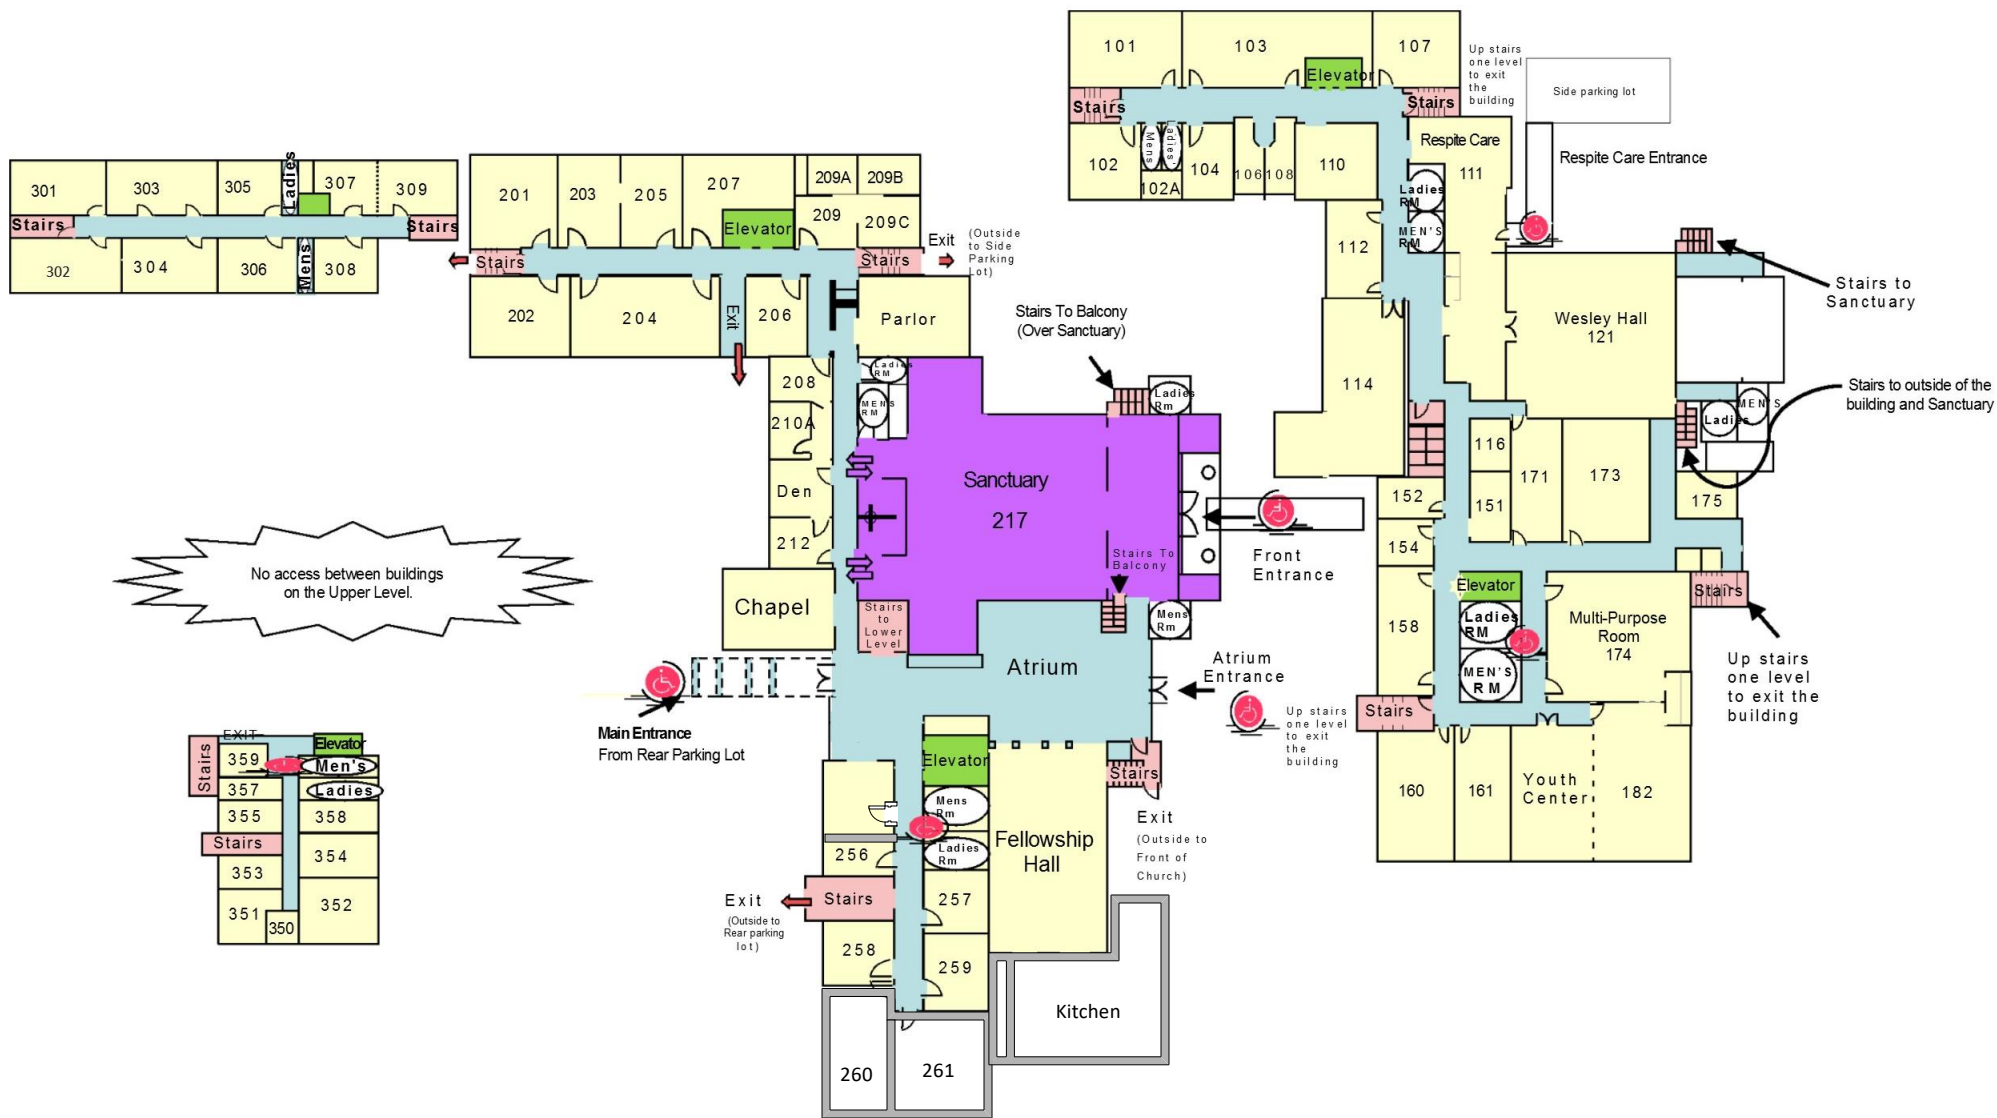 301
303
305
Ladies
307
309
Stairs
Stairs
302
304
306
Mens
308
201
203
205
207
209A
209B
209
209C
Elevator
Stairs
Stairs
Exit
(Outside
to Side
Parking
Lot)
202
204
Exit
206
Parlor
208
Ladies
RM
MEN'S
RM
210A
Den
212
Chapel
Sanctuary
217
Stairs To Balcony
(Over Sanctuary)
Ladies
Rm
Front
Entrance
Stairs To
Balcony
Mens
Rm
Stairs
to
Lower
Level
Atrium
Atrium
Entrance
Main Entrance
From Rear Parking Lot
Elevator
Mens
Rm
Ladies
Rm
Fellowship
Hall
Stairs
Exit
(Outside to
Front of
Church)
256
Stairs
Exit
(Outside to
Rear parking
lot)
257
258
259
260
261
Kitchen
No access between buildings
on the Upper Level.
EXIT
Stairs
359
Elevator
Men's
357
Ladies
355
358
Stairs
354
353
351
350
352
101
103
107
Elevator
Stairs
Stairs
Up stairs
one level
to exit
the
building
Side parking lot
102
Mens
Ladies'
102A
104
106
108
110
Respite Care
111
Respite Care Entrance
Ladies
RM
MEN'S
RM
112
114
Wesley Hall
121
Stairs to
Sanctuary
Stairs to outside of the
building and Sanctuary
MEN'S
Ladies
116
171
173
151
152
175
154
Elevator
Ladies
RM
MEN'S
RM
158
Multi-Purpose
Room
174
Stairs
Up stairs
one level
to exit the
building
Stairs
Up stairs
one level
to exit
the
building
160
161
Youth
Center
182